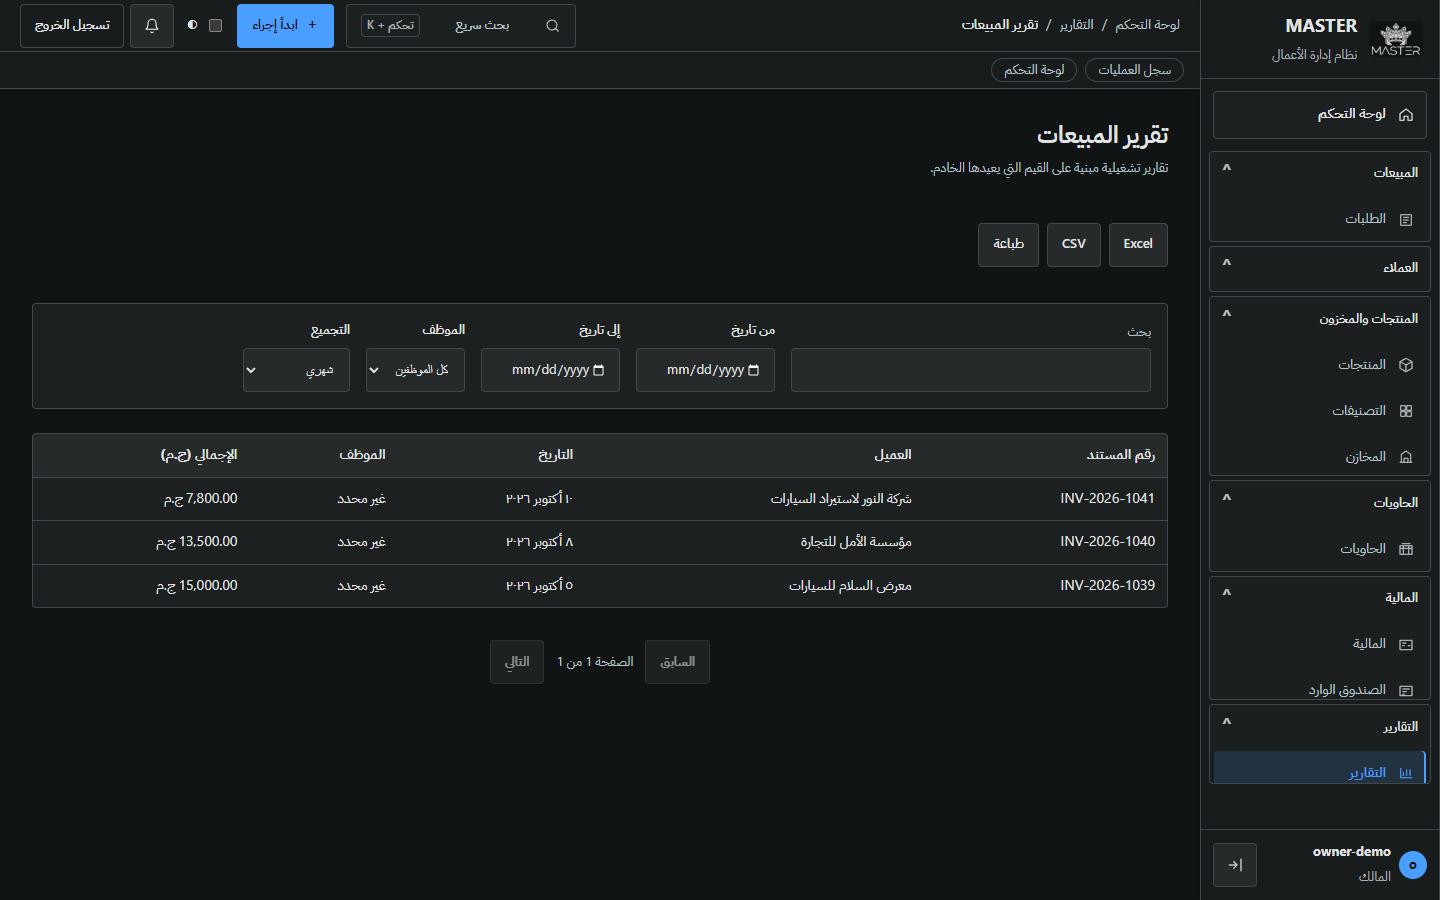 MASTER
نظام إدارة الأعمال
MASTER
لوحة التحكم
المبيعات
الطلبات
العملاء
المنتجات والمخزون
المنتجات
التصنيفات
المخازن
الحاويات
الحاويات
المالية
المالية
الصندوق الوارد
التقارير
التقارير
owner-demo
المالك
o
لوحة التحكم / التقارير / تقرير المبيعات
بحث سريع تحكم + K
+ ابدأ إجراء
تسجيل الخروج
سجل العمليات لوحة التحكم
تقرير المبيعات
تقارير تشغيلية مبنية على القيم التي يعيدها الخادم.
Excel CSV طباعة
بحث من تاريخ إلى تاريخ الموظف التجميع
mm/dd/yyyy mm/dd/yyyy كل الموظفين شهري
رقم المستند العميل التاريخ الموظف الإجمالي (ج.م)
INV-2026-1041 شركة النور لاستيراد السيارات ١٠ أكتوبر ٢٠٢٦ غير محدد 7,800.00 ج.م
INV-2026-1040 مؤسسة الأمل للتجارة ٨ أكتوبر ٢٠٢٦ غير محدد 13,500.00 ج.م
INV-2026-1039 معرض السلام للسيارات ٥ أكتوبر ٢٠٢٦ غير محدد 15,000.00 ج.م
السابق الصفحة 1 من 1 التالي